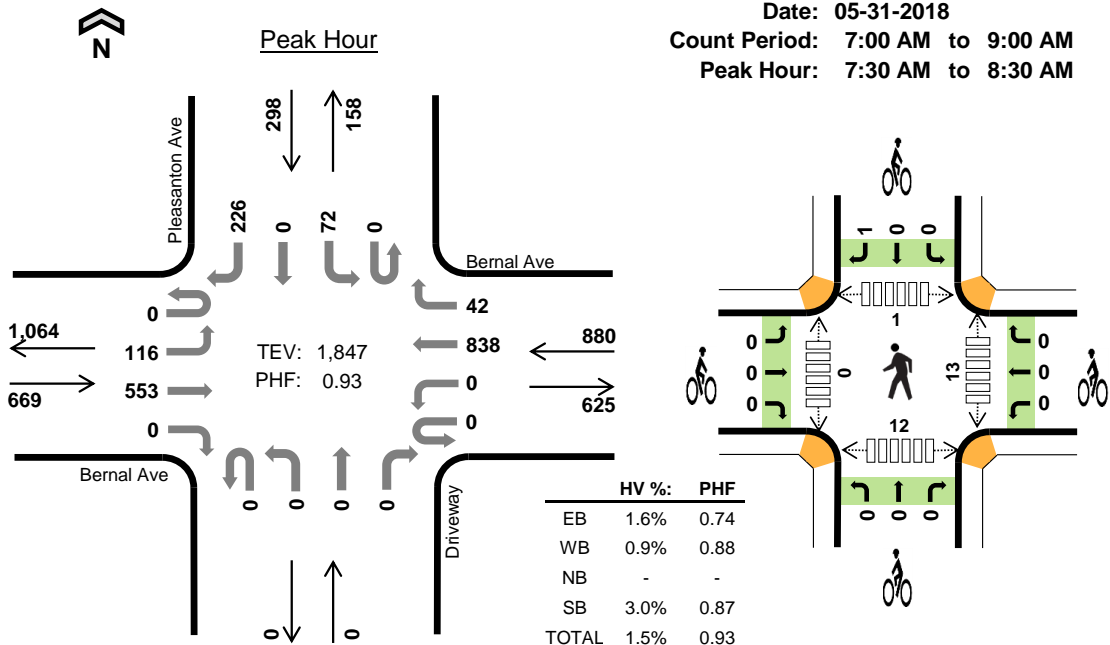 N
Peak Hour
Date: 05-31-2018
Count Period: 7:00 AM to 9:00 AM
Peak Hour: 7:30 AM to 8:30 AM
Pleasanton Ave
298
158
226
0
72
0
Bernal Ave
0
42
1,064
116
TEV: 1,847
838
880
669
553
PHF: 0.93
0
625
0
0
Bernal Ave
0
0
0
0
Driveway
0
0
HV %: PHF
EB 1.6% 0.74
WB 0.9% 0.88
NB - -
SB 3.0% 0.87
TOTAL 1.5% 0.93
1
0
0
1
0
0
0
0
0
0
0
13
12
0
0
0